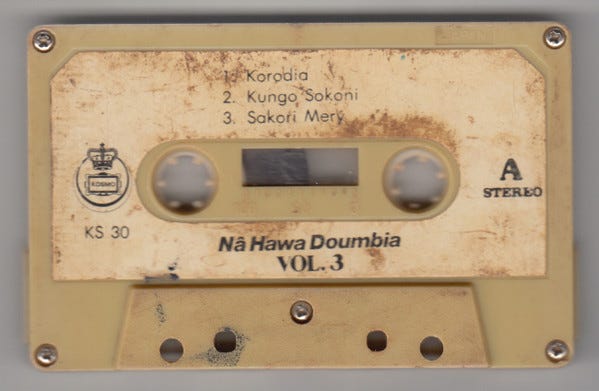 1. Korodia
2. Kungo Sokoni
3. Sakori Mery
KOSMO
KS 30
A
STEREO
Nâ Hawa Doumbia
VOL. 3